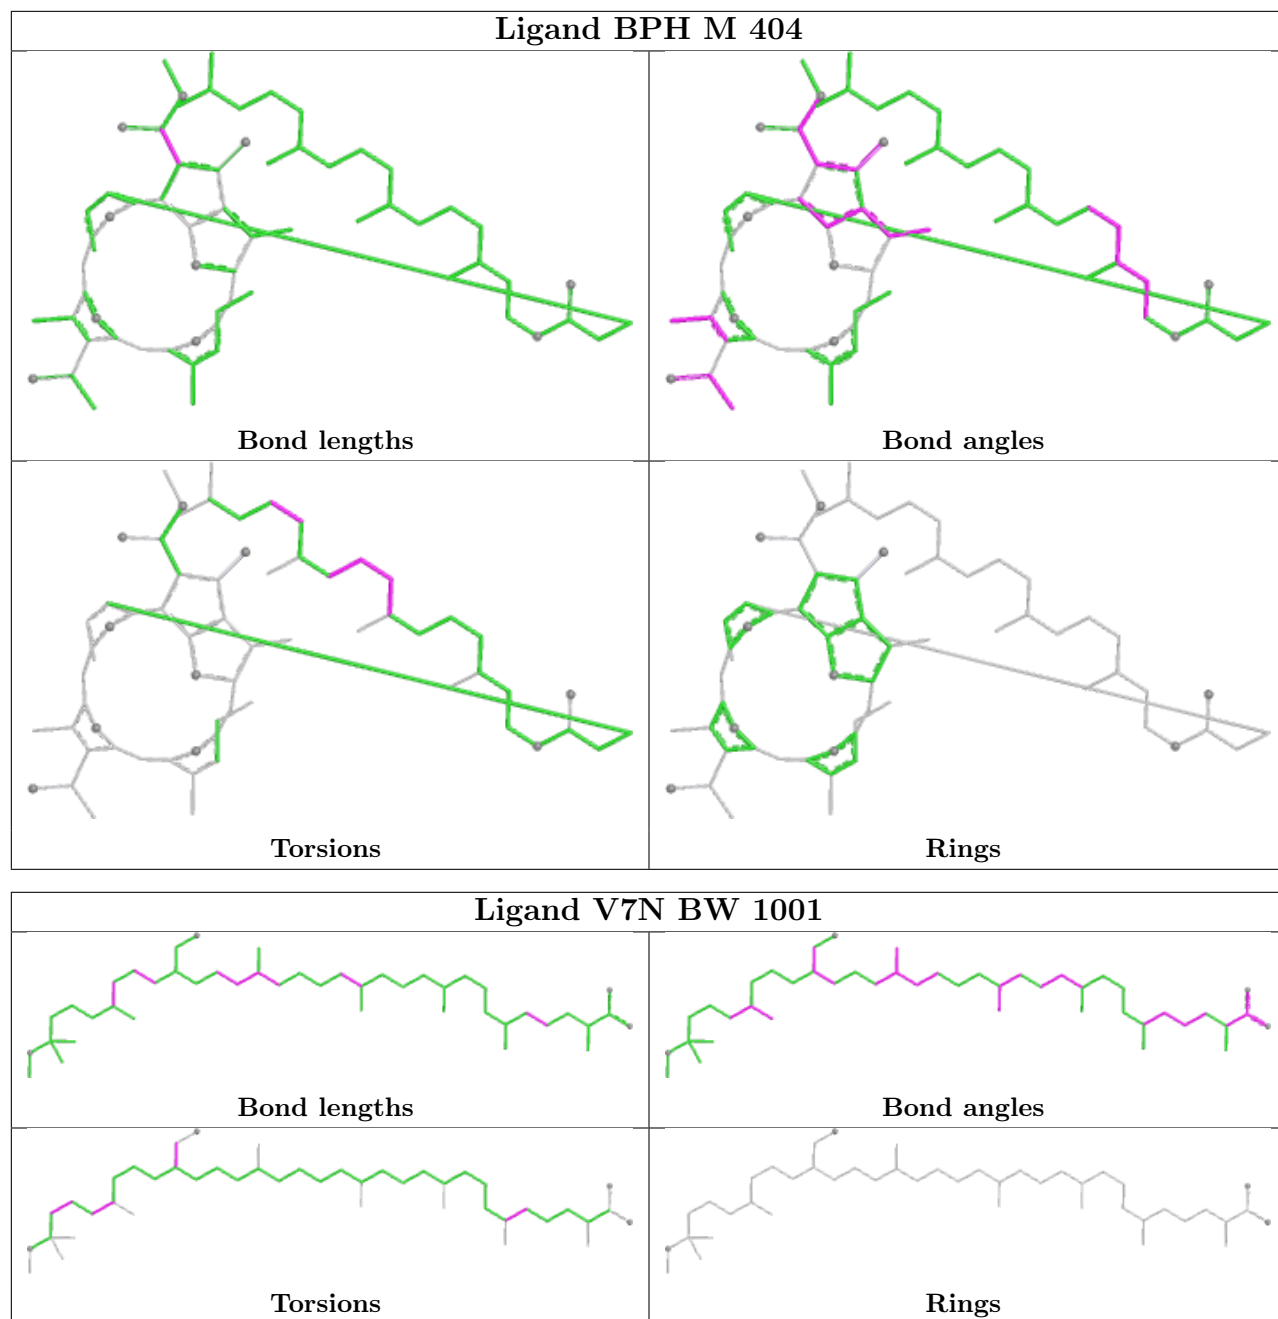 Ligand BPH M 404
Bond lengths
Bond angles
Torsions
Rings
Ligand V7N BW 1001
Bond lengths
Bond angles
Torsions
Rings